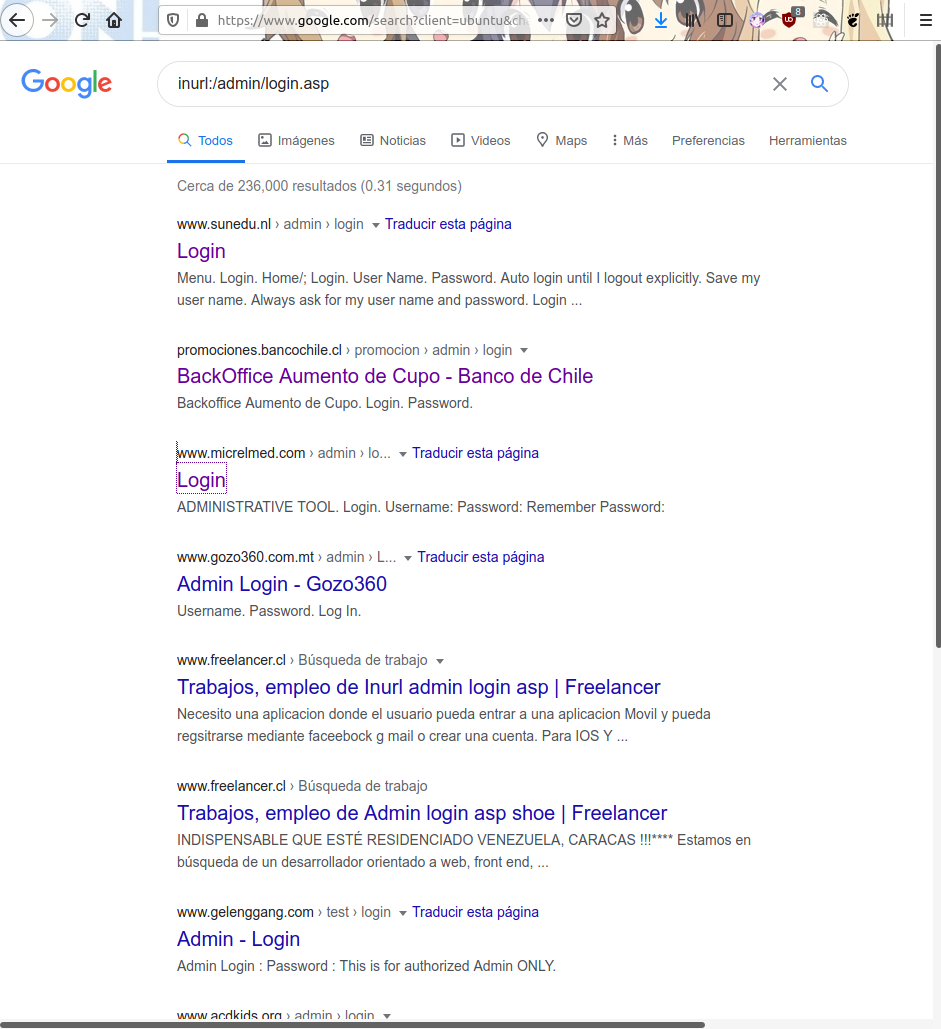 https://www.google.com/search?client=ubuntu&ch
8
Google
inurl:/admin/login.asp
Todos Imágenes Noticias Videos Maps Más Preferencias Herramientas
Cerca de 236,000 resultados (0.31 segundos)
www.sunedu.nl › admin › login Traducir esta página
Login
Menu. Login. Home/; Login. User Name. Password. Auto login until I logout explicitly. Save my
user name. Always ask for my user name and password. Login ...
promociones.bancochile.cl › promocion › admin › login
BackOffice Aumento de Cupo - Banco de Chile
Backoffice Aumento de Cupo. Login. Password.
www.micrelmed.com › admin › lo... Traducir esta página
Login
ADMINISTRATIVE TOOL. Login. Username: Password: Remember Password:
www.gozo360.com.mt › admin › L... Traducir esta página
Admin Login - Gozo360
Username. Password. Log In.
www.freelancer.cl › Búsqueda de trabajo
Trabajos, empleo de Inurl admin login asp | Freelancer
Necesito una aplicacion donde el usuario pueda entrar a una aplicacion Movil y pueda
regsitrarse mediante faceebock g mail o crear una cuenta. Para IOS Y ...
www.freelancer.cl › Búsqueda de trabajo
Trabajos, empleo de Admin login asp shoe | Freelancer
INDISPENSABLE QUE ESTÉ RESIDENCIADO VENEZUELA, CARACAS !!!**** Estamos en
búsqueda de un desarrollador orientado a web, front end, ...
www.gelenggang.com › test › login Traducir esta página
Admin - Login
Admin Login : Password : This is for authorized Admin ONLY.
www.acdkids.org › admin › login